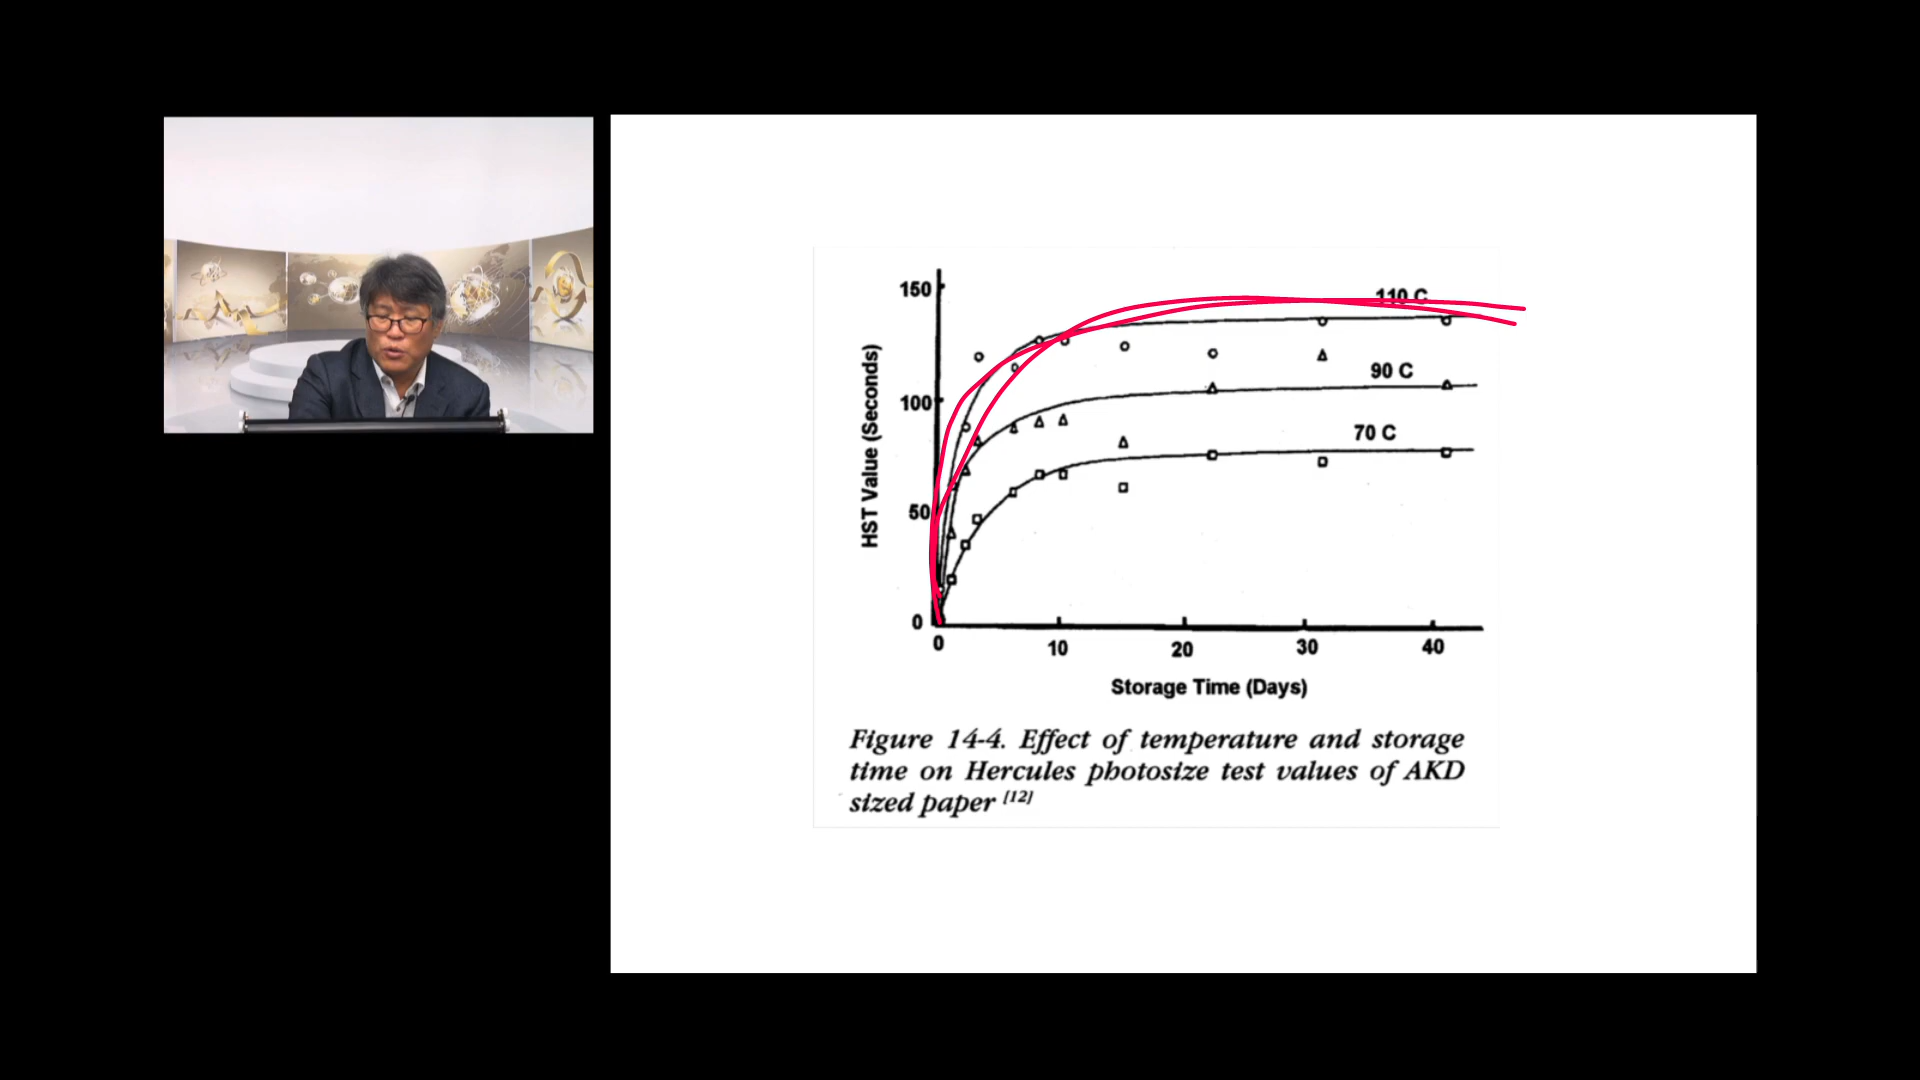 150
110 C
100
90 C
70 C
50
0
HST Value (Seconds)
0 10 20 30 40
Storage Time (Days)
Figure 14-4. Effect of temperature and storage
time on Hercules photosize test values of AKD
sized paper [12]